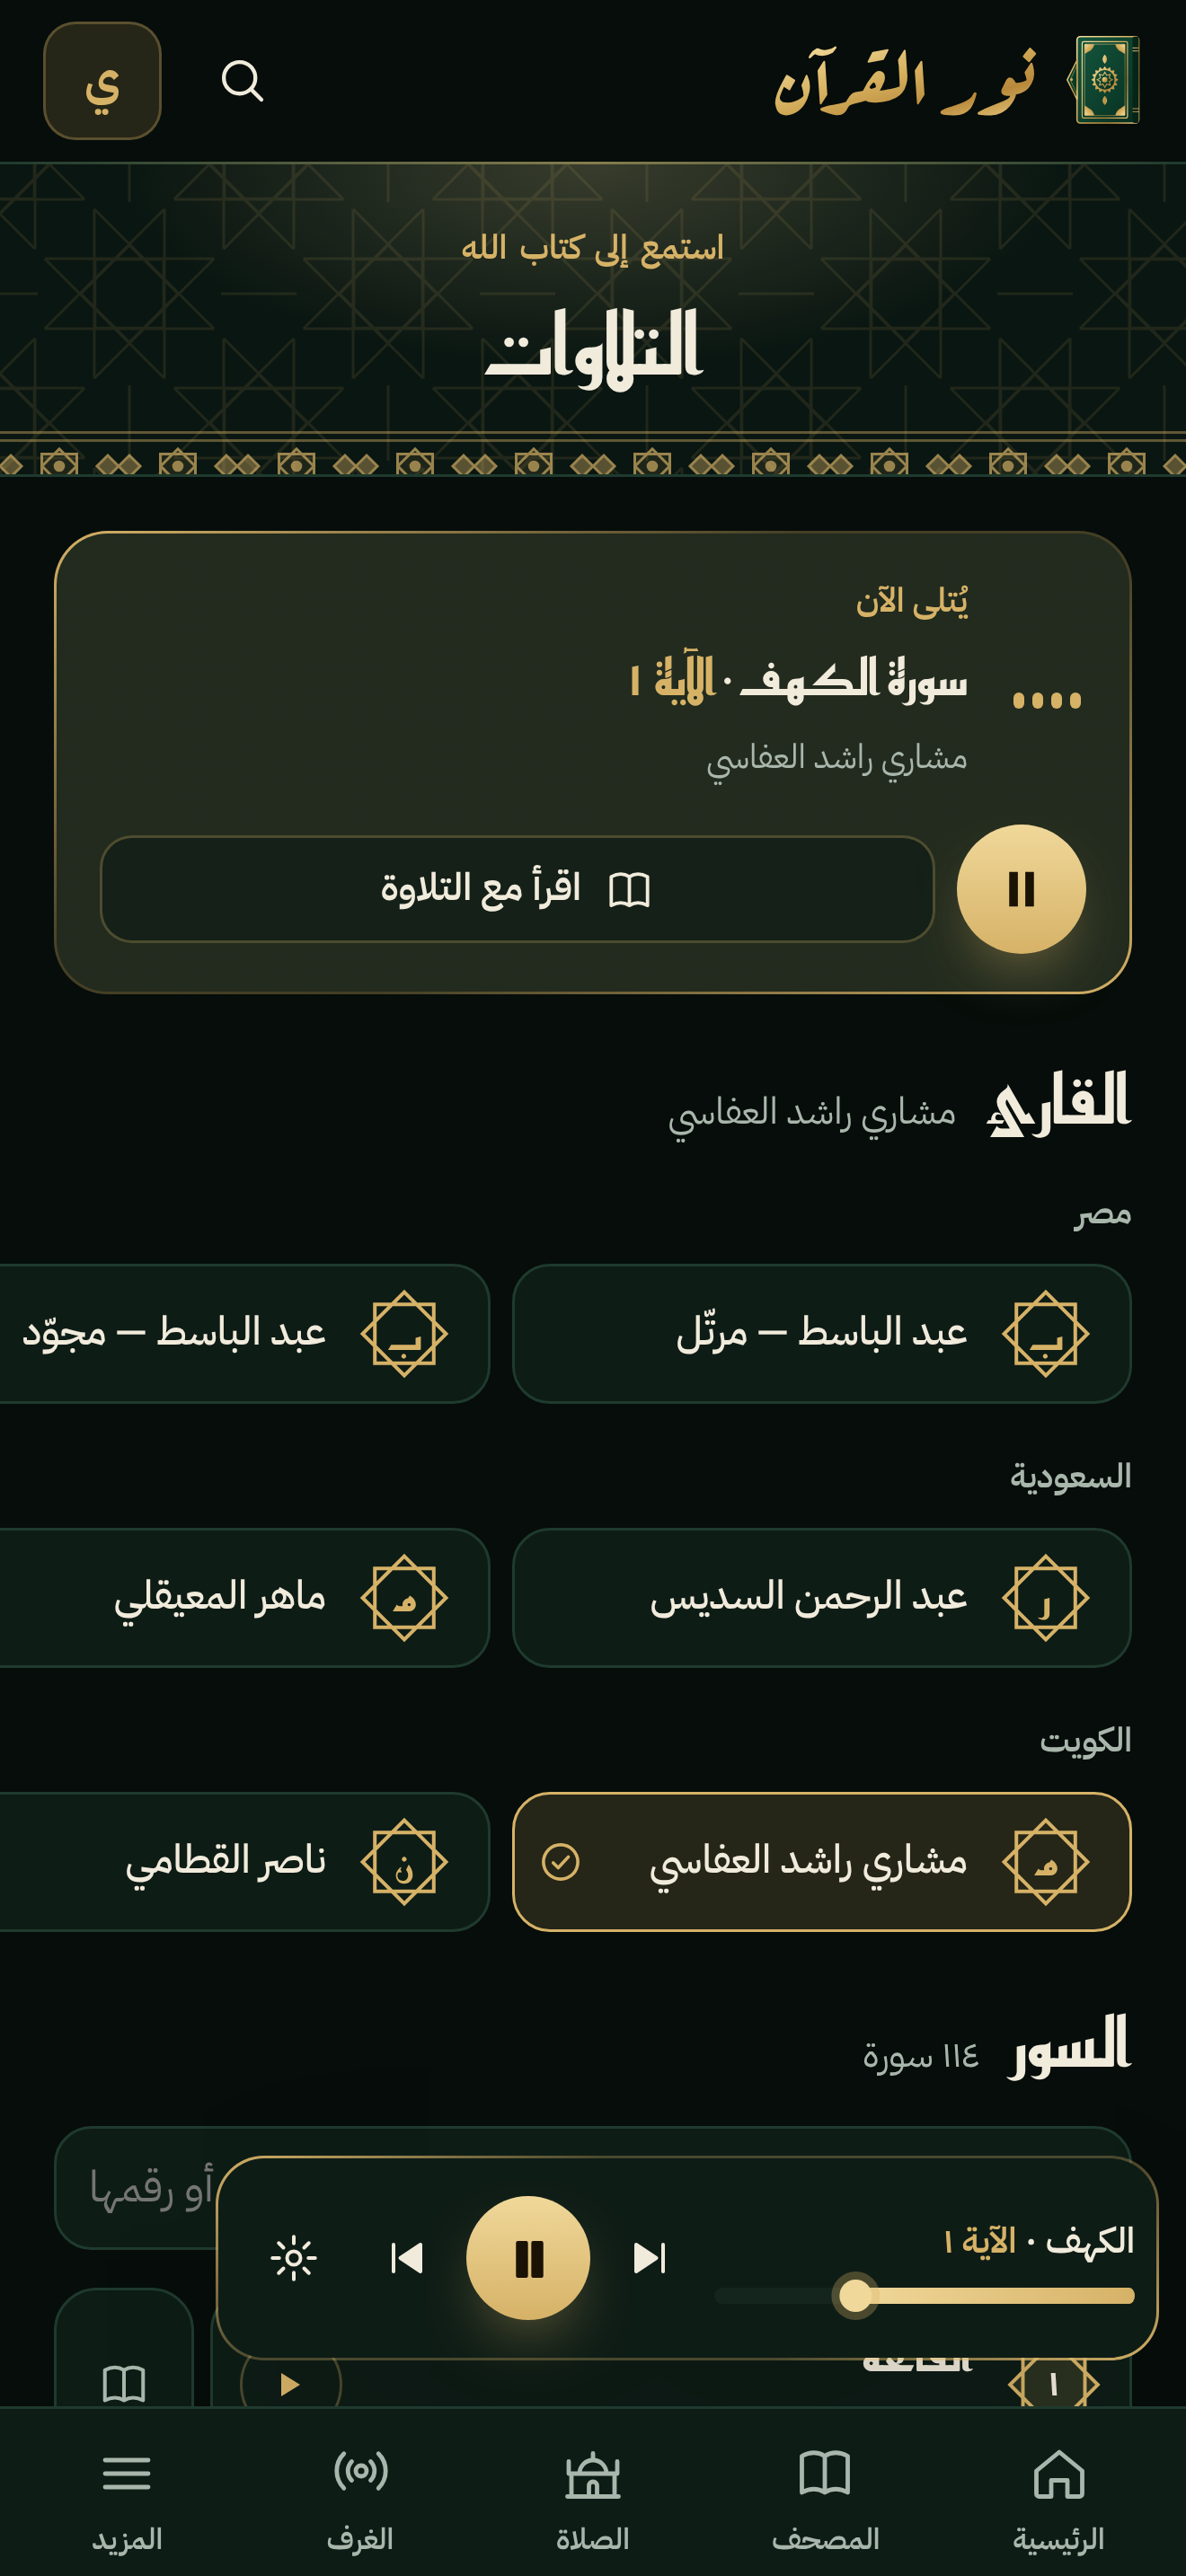 نور القرآن
ي
استمع إلى كتاب الله
التلاوات
يُتلى الآن
سورة الكهف · الآية ١
مشاري راشد العفاسي
اقرأ مع التلاوة
القارئ مشاري راشد العفاسي
مصر
ب عبد الباسط — مرتّل
ب عبد الباسط — مجوّد
السعودية
ر عبد الرحمن السديس
م ماهر المعيقلي
الكويت
م مشاري راشد العفاسي
ن ناصر القطامي
السور ١١٤ سورة
أو رقمها
الكهف · الآية ١
١
الرئيسية
المصحف
الصلاة
الغرف
المزيد